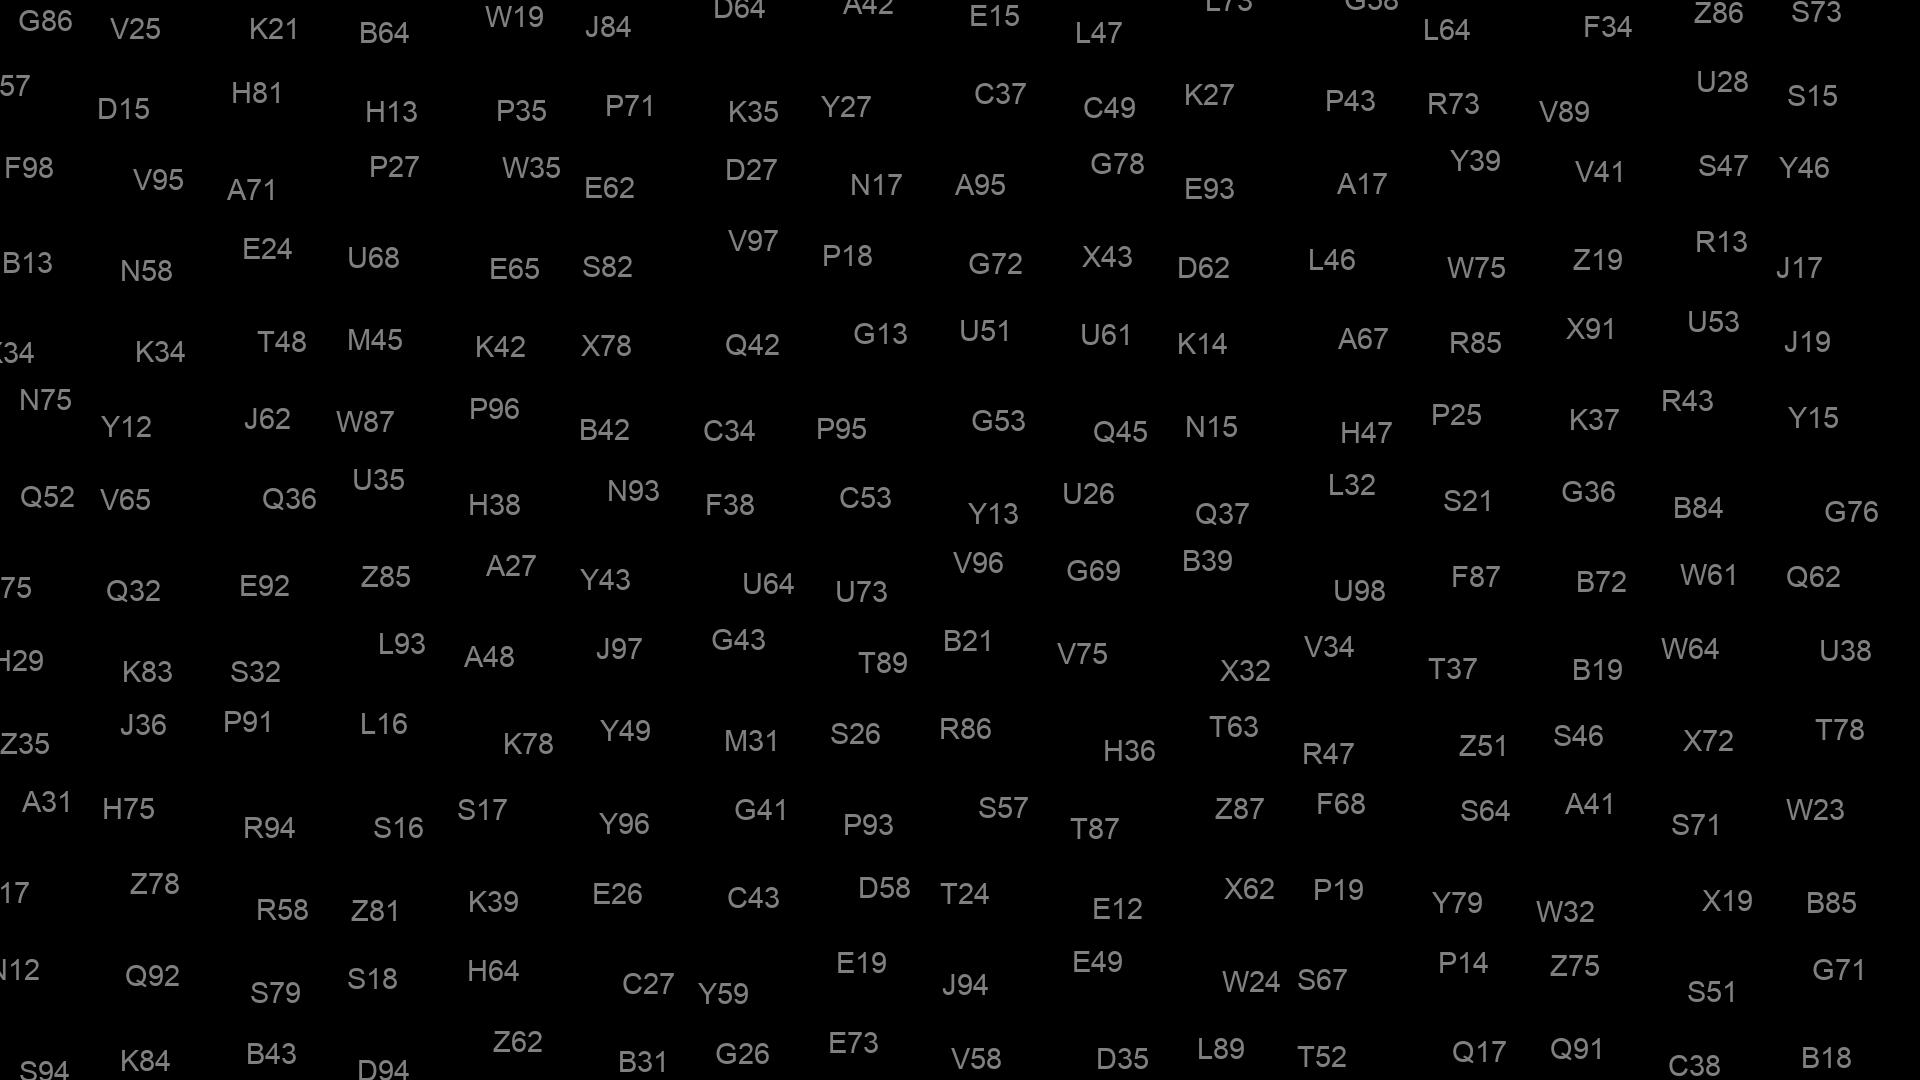 G86 V25 K21 B64 W19 J84 D64 A42 E15 L47 L73 G58 L64 F34 Z86 S73
57 D15 H81 H13 P35 P71 K35 Y27 C37 C49 K27 P43 R73 V89 U28 S15
F98 V95 A71 P27 W35 E62 D27 N17 A95 G78 E93 A17 Y39 V41 S47 Y46
B13 N58 E24 U68 E65 S82 V97 P18 G72 X43 D62 L46 W75 Z19 R13 J17
34 K34 T48 M45 K42 X78 Q42 G13 U51 U61 K14 A67 R85 X91 U53 J19
N75 Y12 J62 W87 P96 B42 C34 P95 G53 Q45 N15 H47 P25 K37 R43 Y15
Q52 V65 Q36 U35 H38 N93 F38 C53 Y13 U26 Q37 L32 S21 G36 B84 G76
75 Q32 E92 Z85 A27 Y43 U64 U73 V96 G69 B39 U98 F87 B72 W61 Q62
H29 K83 S32 L93 A48 J97 G43 T89 B21 V75 X32 V34 T37 B19 W64 U38
Z35 J36 P91 L16 K78 Y49 M31 S26 R86 H36 T63 R47 Z51 S46 X72 T78
A31 H75 R94 S16 S17 Y96 G41 P93 S57 T87 Z87 F68 S64 A41 S71 W23
17 Z78 R58 Z81 K39 E26 C43 D58 T24 E12 X62 P19 Y79 W32 X19 B85
N12 Q92 S79 S18 H64 C27 Y59 E19 J94 E49 W24 S67 P14 Z75 S51 G71
S94 K84 B43 D94 Z62 B31 G26 E73 V58 D35 L89 T52 Q17 Q91 C38 B18